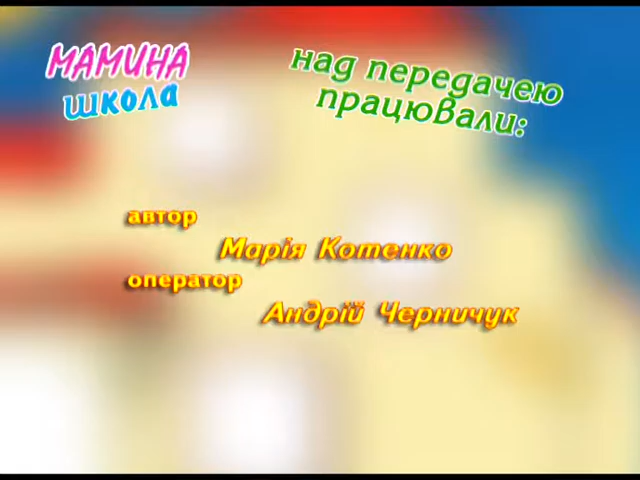 МАМИНА
школа
над передачею
працювали:
автор
Марія Котенко
оператор
Андрій Черничук